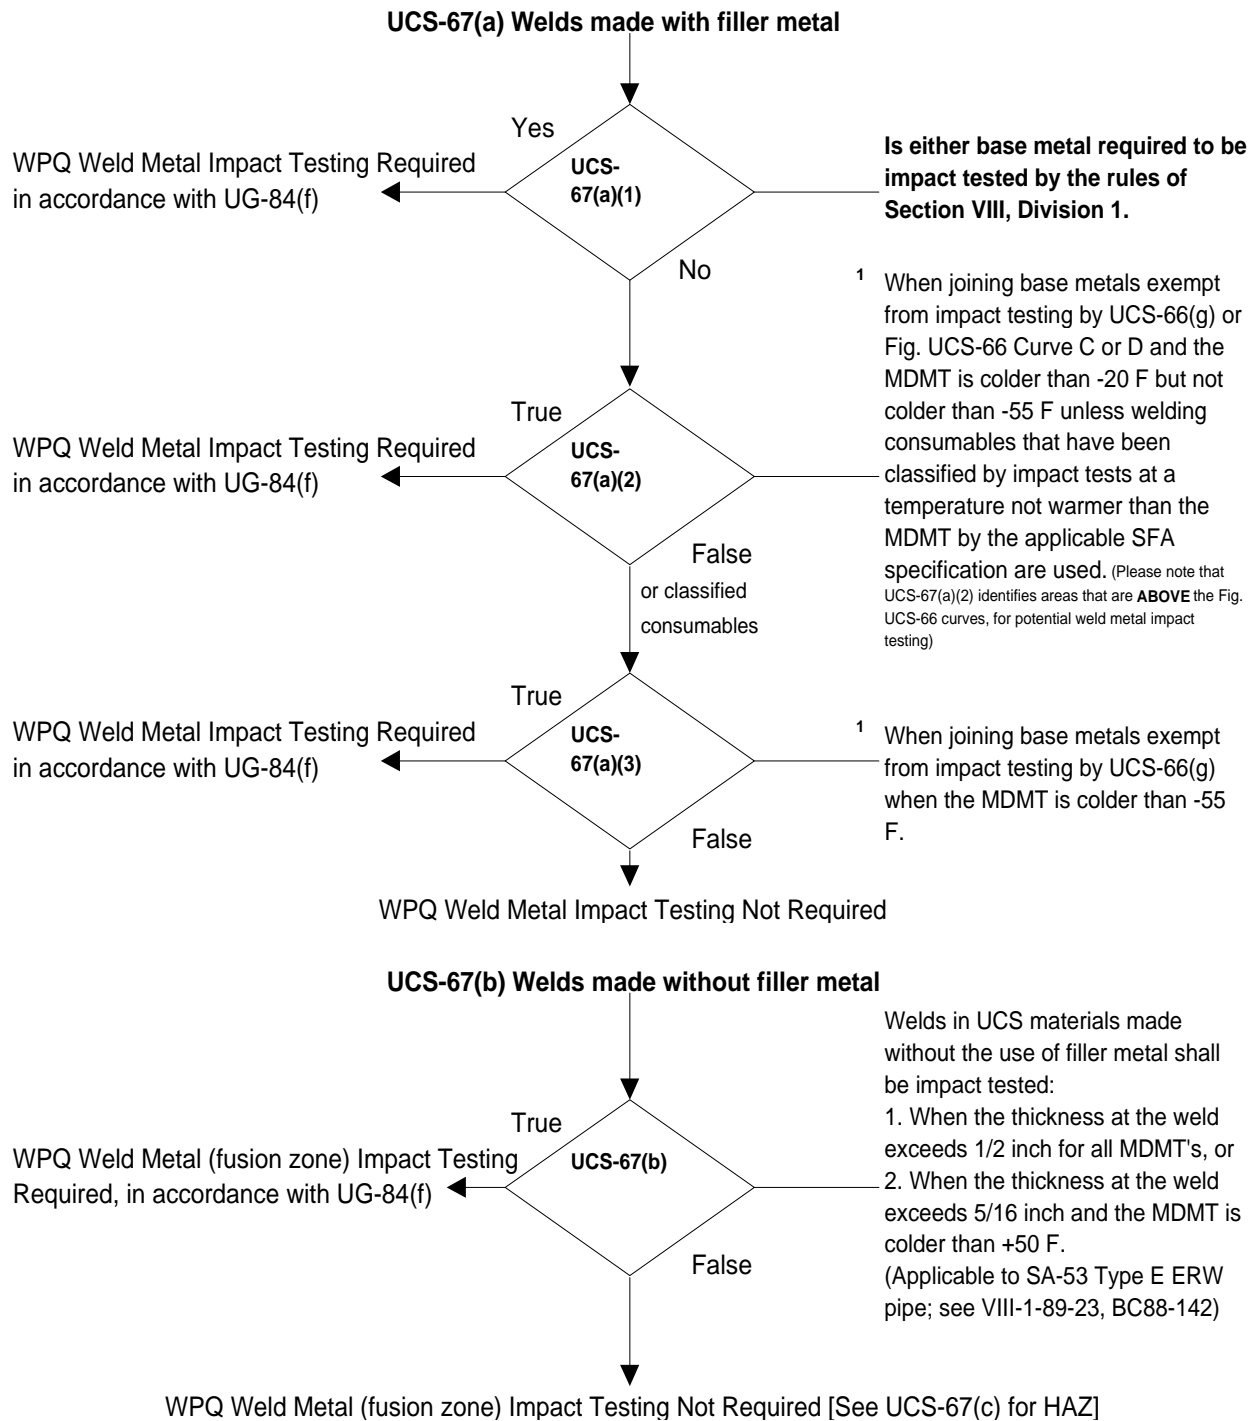 UCS-67(a) Welds made with filler metal
Yes
WPQ Weld Metal Impact Testing Required
in accordance with UG-84(f)
UCS-
67(a)(1)
Is either base metal required to be
impact tested by the rules of
Section VIII, Division 1.
No
1
When joining base metals exempt
from impact testing by UCS-66(g) or
Fig. UCS-66 Curve C or D and the
MDMT is colder than -20 F but not
colder than -55 F unless welding
consumables that have been
classified by impact tests at a
temperature not warmer than the
MDMT by the applicable SFA
specification are used. (Please note that
UCS-67(a)(2) identifies areas that are ABOVE the Fig.
UCS-66 curves, for potential weld metal impact
testing)
True
WPQ Weld Metal Impact Testing Required
in accordance with UG-84(f)
UCS-
67(a)(2)
False
or classified
consumables
True
WPQ Weld Metal Impact Testing Required
in accordance with UG-84(f)
UCS-
67(a)(3)
1
When joining base metals exempt
from impact testing by UCS-66(g)
when the MDMT is colder than -55
F.
False
WPQ Weld Metal Impact Testing Not Required
UCS-67(b) Welds made without filler metal
Welds in UCS materials made
without the use of filler metal shall
be impact tested:
1. When the thickness at the weld
exceeds 1/2 inch for all MDMT's, or
2. When the thickness at the weld
exceeds 5/16 inch and the MDMT is
colder than +50 F.
(Applicable to SA-53 Type E ERW
pipe; see VIII-1-89-23, BC88-142)
True
WPQ Weld Metal (fusion zone) Impact Testing
Required, in accordance with UG-84(f)
UCS-67(b)
False
WPQ Weld Metal (fusion zone) Impact Testing Not Required [See UCS-67(c) for HAZ]